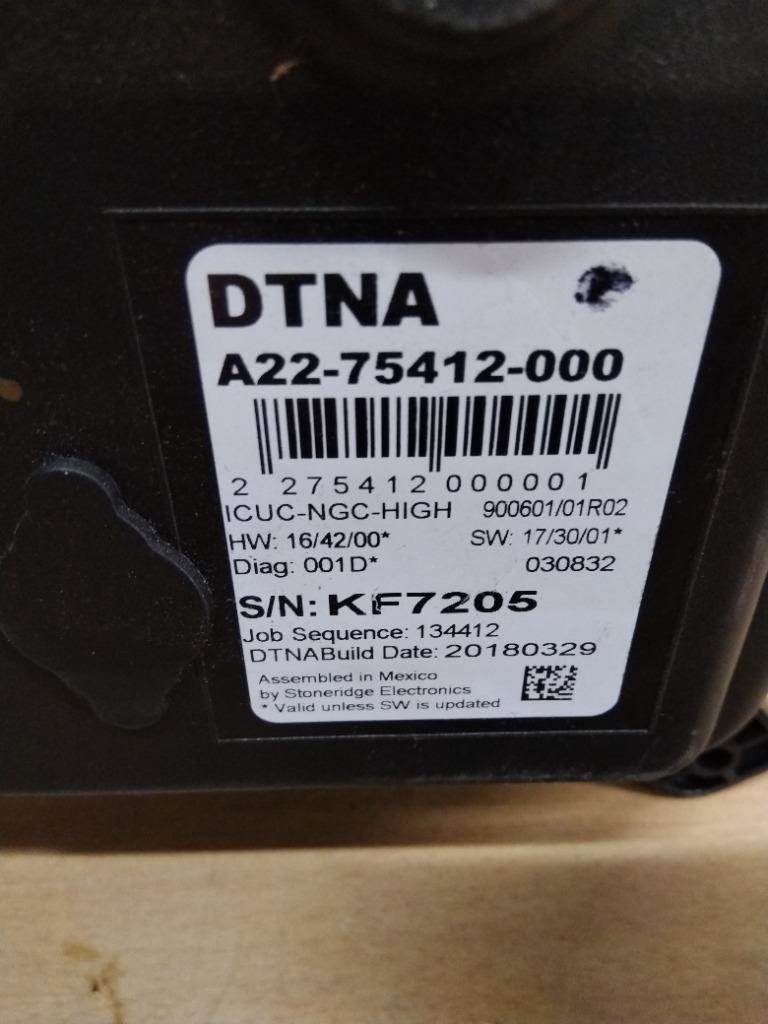 DTNA
A22-75412-000
2 275412 000001
ICUC-NGC-HIGH 900601/01R02
HW: 16/42/00* SW: 17/30/01*
Diag: 001D* 030832
S/N: KF7205
Job Sequence: 134412
DTNABuild Date: 20180329
Assembled in Mexico
by Stoneridge Electronics
* Valid unless SW is updated